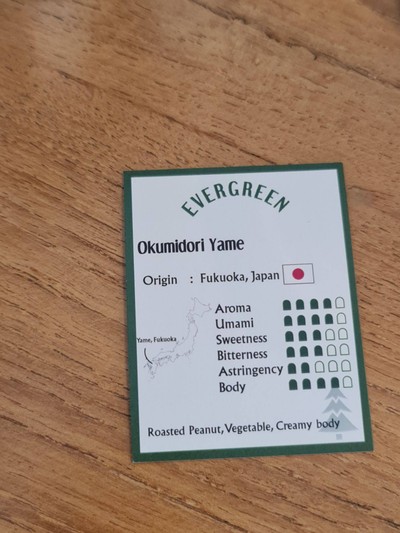 EVERGREEN
Okumidori Yame
Origin : Fukuoka, Japan
Aroma
Umami
Sweetness
Bitterness
Astringency
Body
Yame, Fukuoka
Roasted Peanut, Vegetable, Creamy body